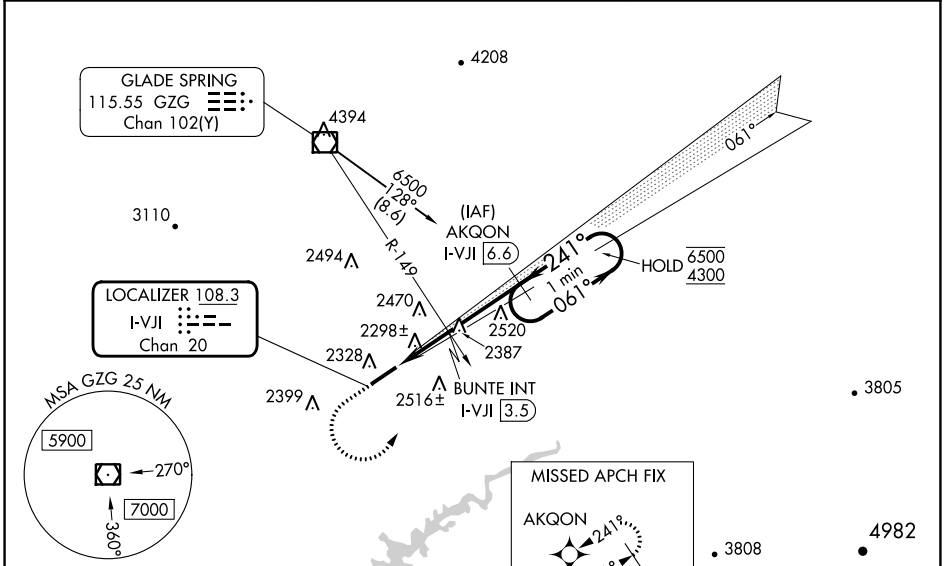 4208
GLADE SPRING
115.55 GZG
Chan 102(Y)
4394
061°
6500
128°
(8.6)
3110
(IAF)
AKQON
I-VJI 6.6
R-149
241°
1 min
061°
HOLD 6500
4300
2494
LOCALIZER 108.3
I-VJI
Chan 20
2470
2298±
2520
2387
2328
BUNTE INT
I-VJI 3.5
2399
2516±
3805
MSA GZG 25 NM
5900
270°
7000
360°
MISSED APCH FIX
AKQON
241°
3808
4982